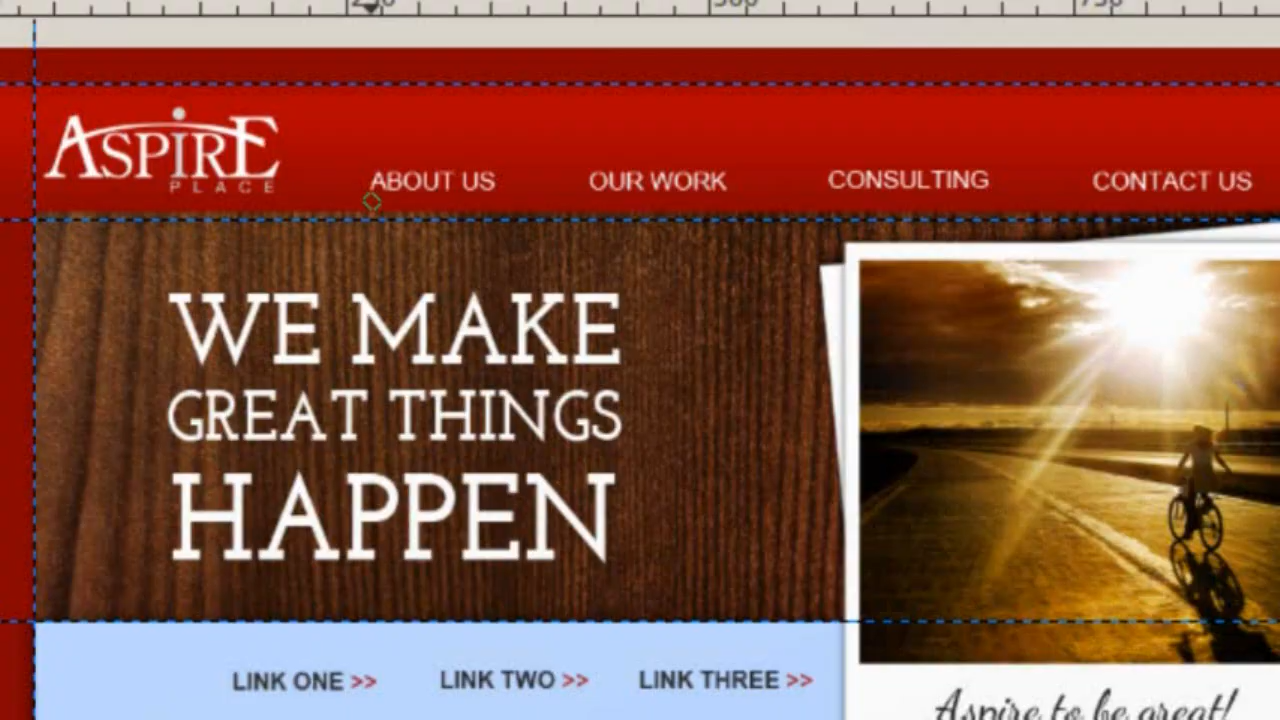 ASPIRE
PLACE
ABOUT US
OUR WORK
CONSULTING
CONTACT US
WE MAKE
GREAT THINGS
HAPPEN
LINK ONE >>
LINK TWO >>
LINK THREE >>
Aspire to be great!